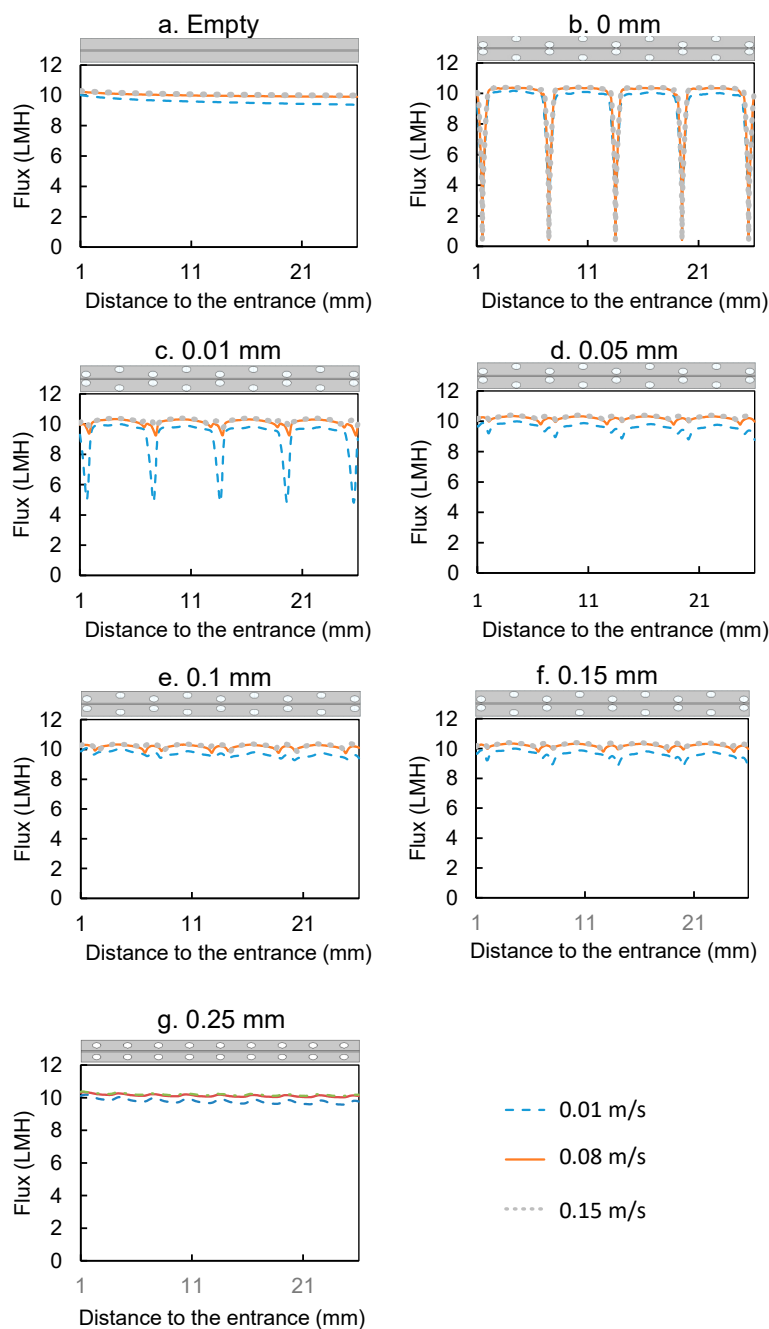 a. Empty
12
10
8
6
4
2
0
Flux (LMH)
1 11 21
Distance to the entrance (mm)
b. 0 mm
12
10
8
6
4
2
0
Flux (LMH)
1 11 21
Distance to the entrance (mm)
c. 0.01 mm
12
10
8
6
4
2
0
Flux (LMH)
1 11 21
Distance to the entrance (mm)
d. 0.05 mm
12
10
8
6
4
2
0
Flux (LMH)
1 11 21
Distance to the entrance (mm)
e. 0.1 mm
12
10
8
6
4
2
0
Flux (LMH)
1 11 21
Distance to the entrance (mm)
f. 0.15 mm
12
10
8
6
4
2
0
Flux (LMH)
1 11 21
Distance to the entrance (mm)
g. 0.25 mm
12
10
8
6
4
2
0
Flux (LMH)
1 11 21
Distance to the entrance (mm)
0.01 m/s
0.08 m/s
0.15 m/s